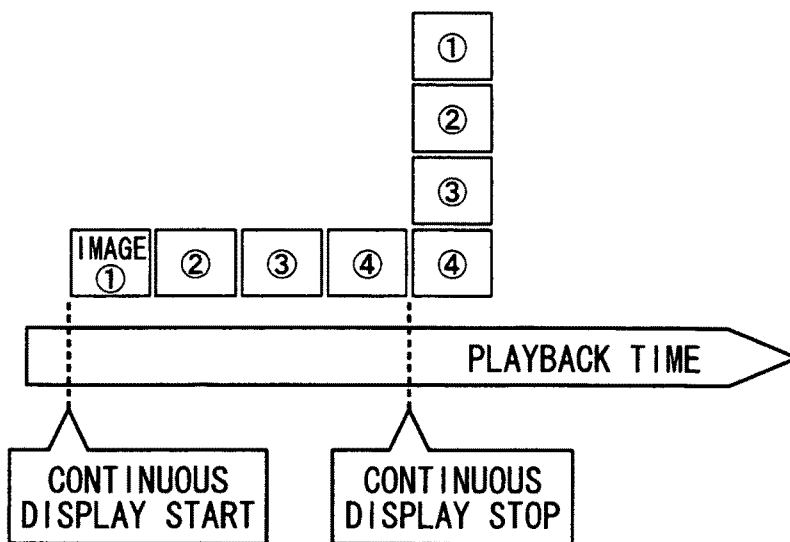 ①
②
③
IMAGE
① ② ③ ④ ④
PLAYBACK TIME
CONTINUOUS
DISPLAY START
CONTINUOUS
DISPLAY STOP